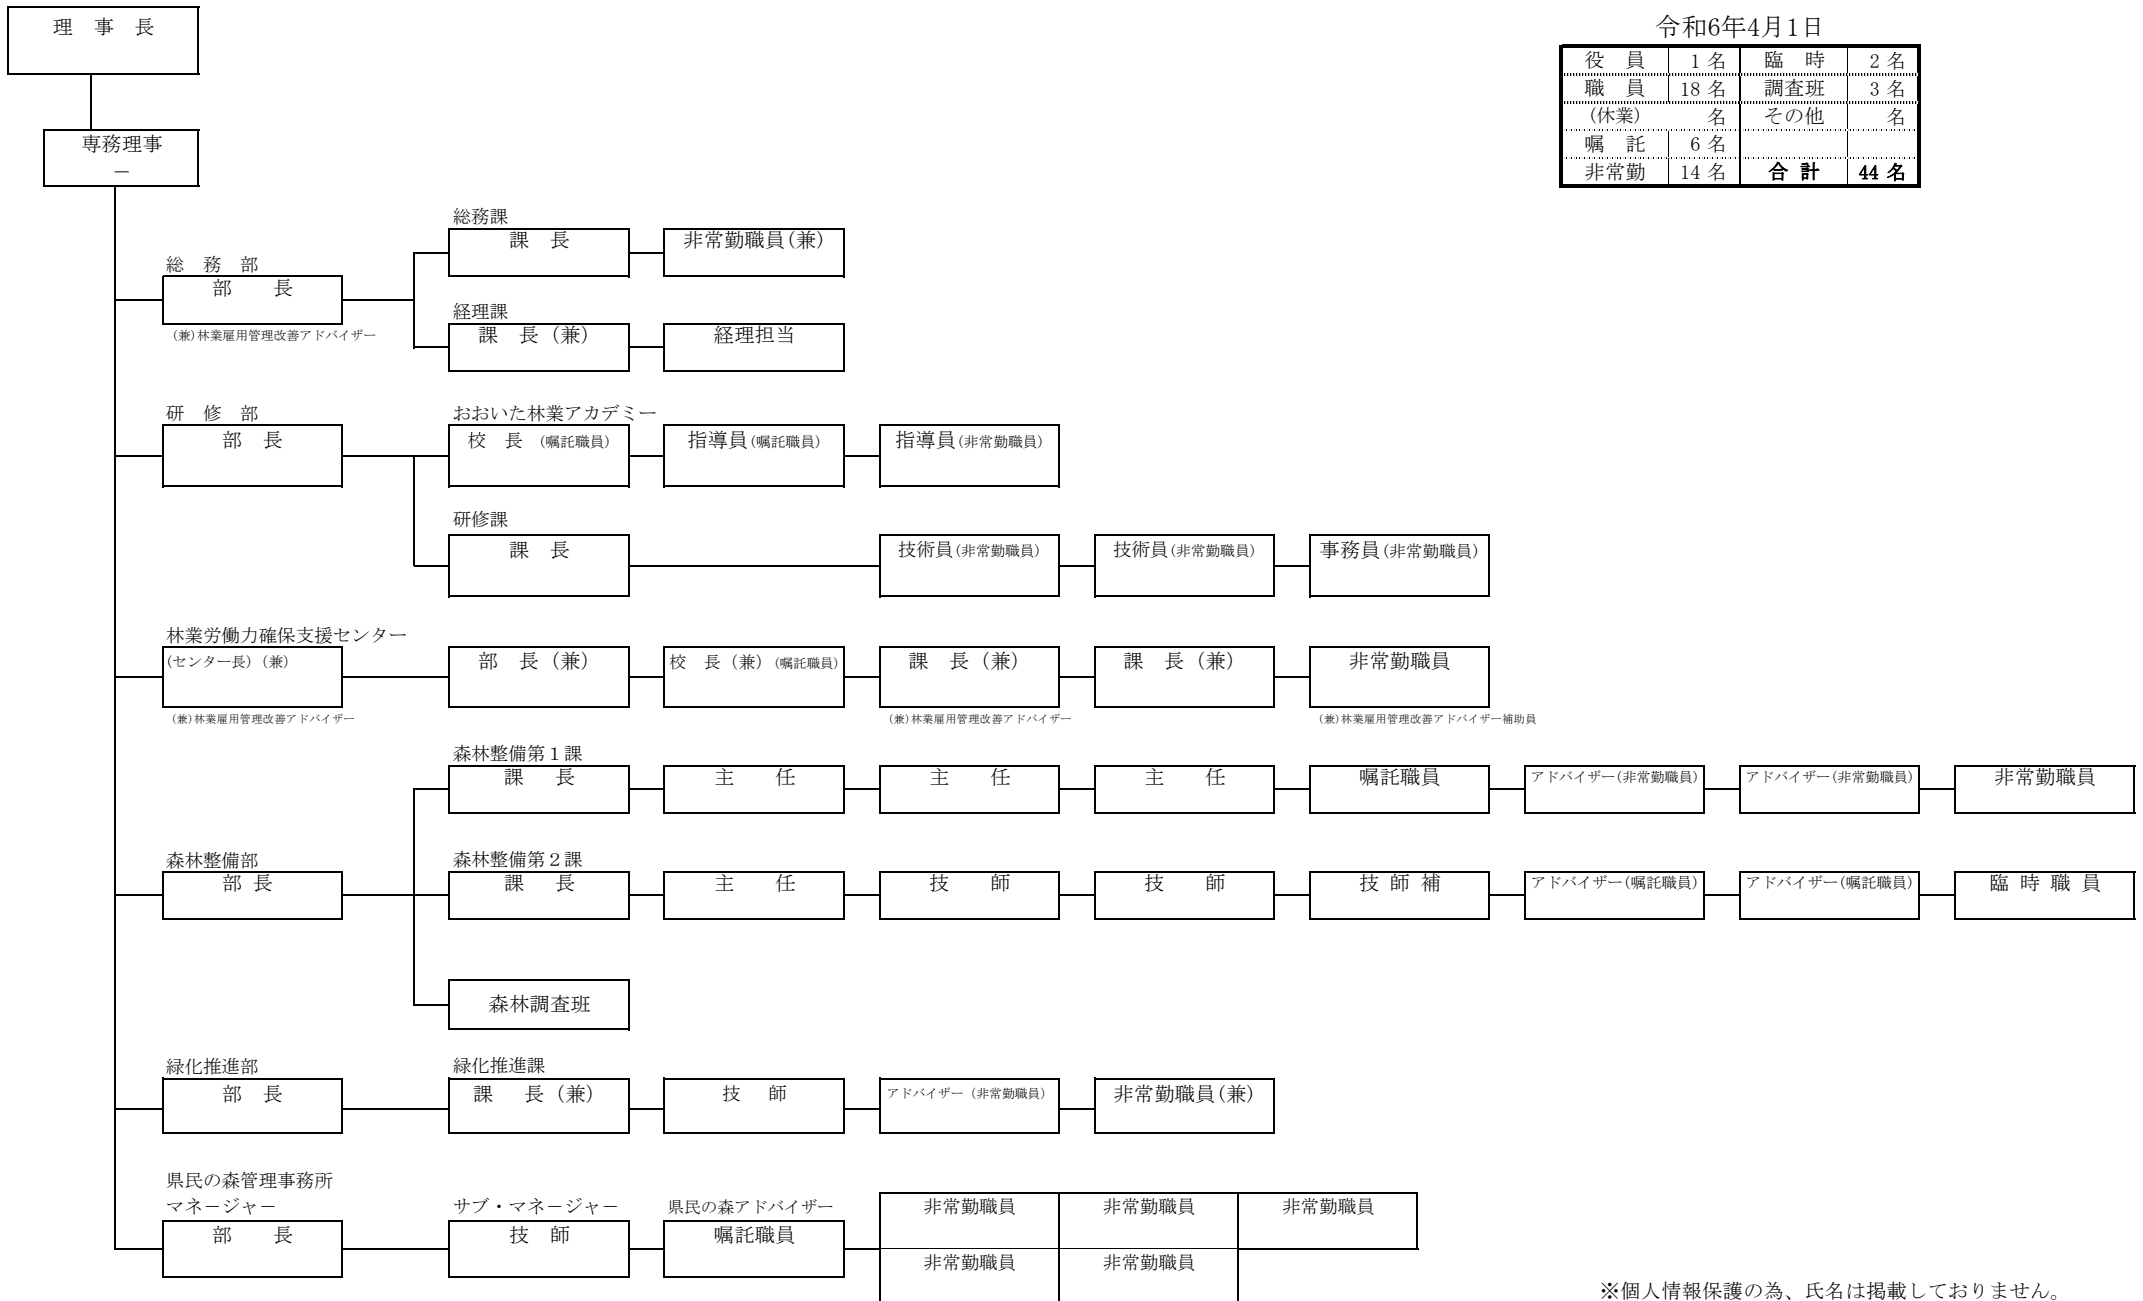 理　事　長
令和6年4月1日
役　員 1 名 臨　時 2 名
職　員 18 名 調査班 3 名
(休業) 名 その他 名
嘱　託 6 名
非常勤 14 名 合 計 44 名
専務理事
－
総務課
課　長 非常勤職員(兼)
総　務　部
部　　長
(兼)林業雇用管理改善アドバイザー
経理課
課　長（兼） 経理担当
研　修　部 おおいた林業アカデミー
部　長 校　長 (嘱託職員) 指導員(嘱託職員) 指導員(非常勤職員)
研修課
課　長 技術員(非常勤職員) 技術員(非常勤職員) 事務員(非常勤職員)
林業労働力確保支援センター
(センター長)（兼） 部　長（兼） 校　長（兼）(嘱託職員) 課　長（兼） 課　長（兼） 非常勤職員
(兼)林業雇用管理改善アドバイザー (兼)林業雇用管理改善アドバイザー (兼)林業雇用管理改善アドバイザー補助員
森林整備第１課
課　長 主　　任 主　　任 主　　任 嘱託職員 アドバイザー(非常勤職員) アドバイザー(非常勤職員) 非常勤職員
森林整備部 森林整備第２課
部 長 課　長 主　　任 技　　師 技　　師 技 師 補 アドバイザー(嘱託職員) アドバイザー(嘱託職員) 臨 時 職 員
森林調査班
緑化推進部 緑化推進課
部　長 課　長（兼） 技　師 アドバイザー（非常勤職員） 非常勤職員(兼)
県民の森管理事務所
マネ－ジャ－ サブ・マネ－ジャ－ 県民の森アドバイザー 非常勤職員 非常勤職員 非常勤職員
部　　長 技　師 嘱託職員
非常勤職員 非常勤職員
※個人情報保護の為、氏名は掲載しておりません。